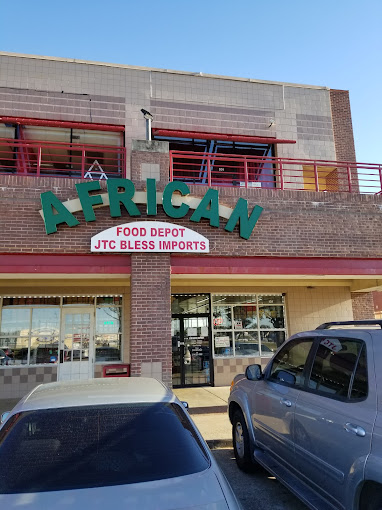 AFRICAN
FOOD DEPOT
JTC BLESS IMPORTS